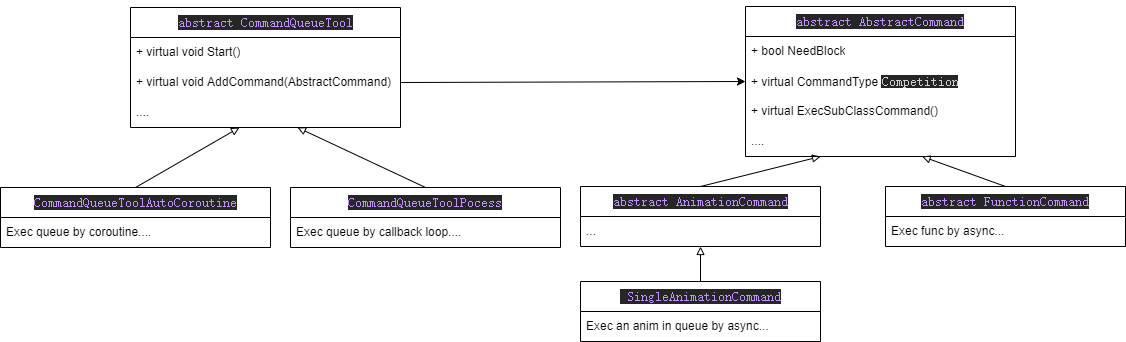 abstract CommandQueueTool
+ virtual void Start()
+ virtual void AddCommand(AbstractCommand)
....
abstract AbstractCommand
+ bool NeedBlock
+ virtual CommandType Competition
+ virtual ExecSubClassCommand()
....
CommandQueueToolAutoCoroutine
Exec queue by coroutine....
CommandQueueToolPocess
Exec queue by callback loop....
abstract AnimationCommand
...
abstract FunctionCommand
Exec func by async...
SingleAnimationCommand
Exec an anim in queue by async...